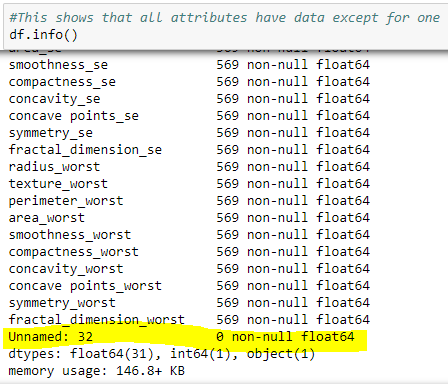 #This shows that all attributes have data except for one
df.info()
area_se 569 non-null float64
smoothness_se 569 non-null float64
compactness_se 569 non-null float64
concavity_se 569 non-null float64
concave points_se 569 non-null float64
symmetry_se 569 non-null float64
fractal_dimension_se 569 non-null float64
radius_worst 569 non-null float64
texture_worst 569 non-null float64
perimeter_worst 569 non-null float64
area_worst 569 non-null float64
smoothness_worst 569 non-null float64
compactness_worst 569 non-null float64
concavity_worst 569 non-null float64
concave points_worst 569 non-null float64
symmetry_worst 569 non-null float64
fractal_dimension_worst 569 non-null float64
Unnamed: 32 0 non-null float64
dtypes: float64(31), int64(1), object(1)
memory usage: 146.8+ KB